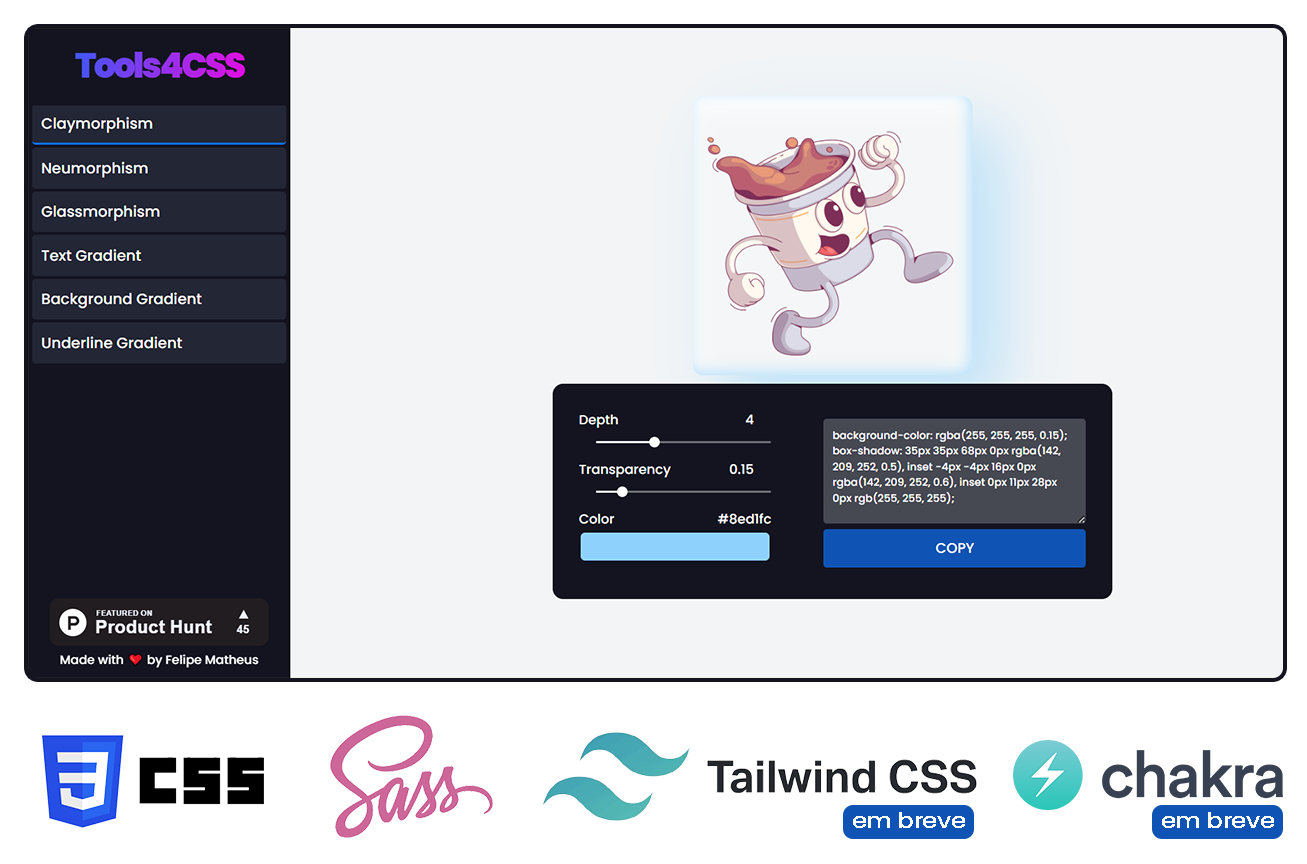 Tools4CSS
Claymorphism
Neumorphism
Glassmorphism
Text Gradient
Background Gradient
Underline Gradient
P
FEATURED ON
Product Hunt
▲
45
Made with ❤ by Felipe Matheus
Depth 4
Transparency 0.15
Color #8ed1fc
background-color: rgba(255, 255, 255, 0.15);
box-shadow: 35px 35px 68px 0px rgba(142,
209, 252, 0.5), inset -4px -4px 16px 0px
rgba(142, 209, 252, 0.6), inset 0px 11px 28px
0px rgb(255, 255, 255);
COPY
3 CSS
Sass
Tailwind CSS
em breve
chakra
em breve